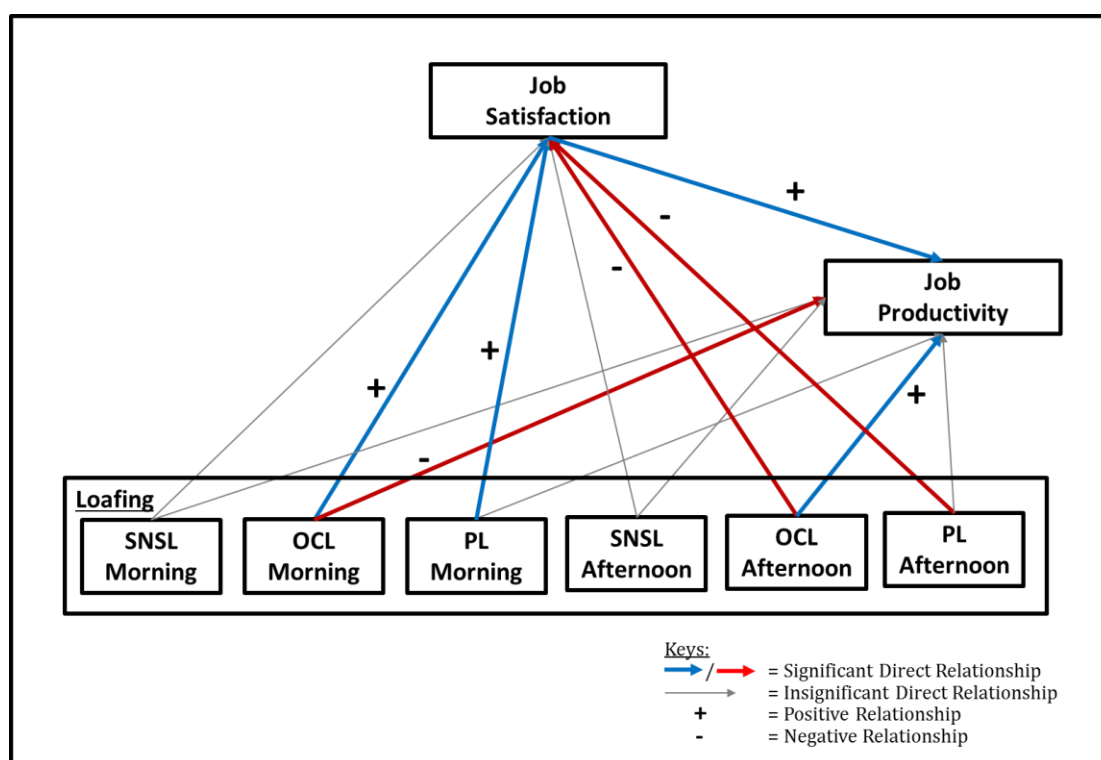 Job
Satisfaction
+
-
Job
Productivity
-
+
+
+
-
Loafing
SNSL
Morning
OCL
Morning
PL
Morning
SNSL
Afternoon
OCL
Afternoon
PL
Afternoon
Keys:
/ = Significant Direct Relationship
= Insignificant Direct Relationship
+ = Positive Relationship
- = Negative Relationship